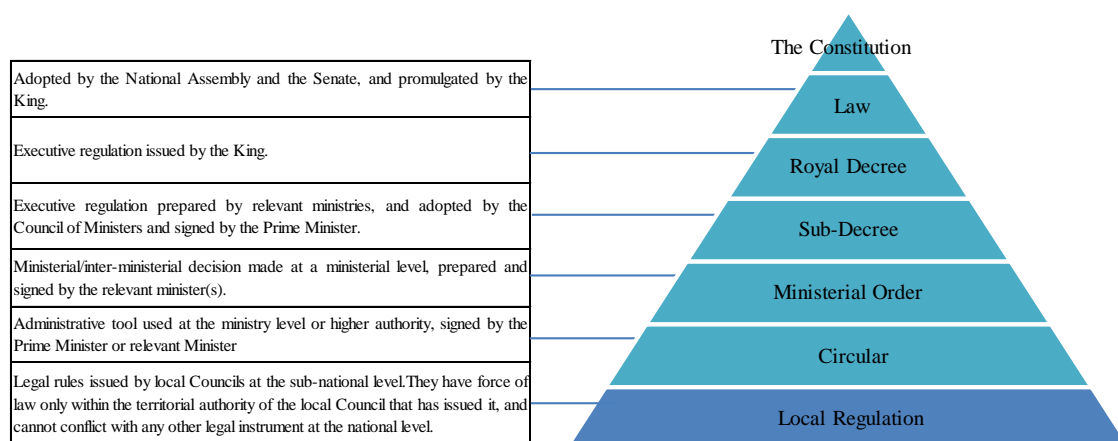 The Constitution
Adopted by the National Assembly and the Senate, and promulgated by the
King.
Law
Executive regulation issued by the King.
Royal Decree
Executive regulation prepared by relevant ministries, and adopted by the
Council of Ministers and signed by the Prime Minister.
Sub-Decree
Ministerial/inter-ministerial decision made at a ministerial level, prepared and
signed by the relevant minister(s).
Ministerial Order
Administrative tool used at the ministry level or higher authority, signed by the
Prime Minister or relevant Minister
Circular
Legal rules issued by local Councils at the sub-national level.They have force of
law only within the territorial authority of the local Council that has issued it, and
cannot conflict with any other legal instrument at the national level.
Local Regulation